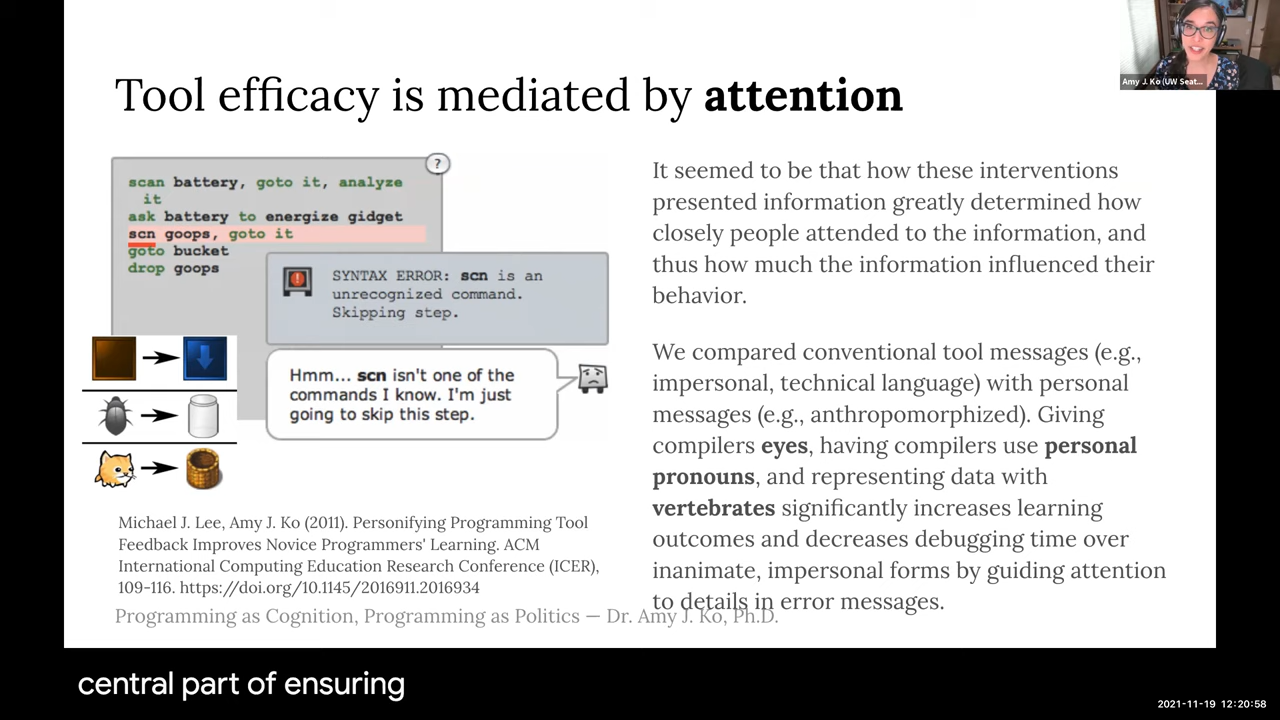 Amy J. Ko (UW Seat...
Tool efficacy is mediated by attention
?
scan battery, goto it, analyze
it
ask battery to energize gidget
scn goops, goto it
goto bucket
drop goops
SYNTAX ERROR: scn is an
unrecognized command.
Skipping step.
Hmm... scn isn't one of the
commands I know. I'm just
going to skip this step.
Michael J. Lee, Amy J. Ko (2011). Personifying Programming Tool
Feedback Improves Novice Programmers' Learning. ACM
International Computing Education Research Conference (ICER),
109-116. https://doi.org/10.1145/2016911.2016934
It seemed to be that how these interventions
presented information greatly determined how
closely people attended to the information, and
thus how much the information influenced their
behavior.
We compared conventional tool messages (e.g.,
impersonal, technical language) with personal
messages (e.g., anthropomorphized). Giving
compilers eyes, having compilers use personal
pronouns, and representing data with
vertebrates significantly increases learning
outcomes and decreases debugging time over
inanimate, impersonal forms by guiding attention
to details in error messages.
Programming as Cognition, Programming as Politics — Dr. Amy J. Ko, Ph.D.
central part of ensuring
2021-11-19 12:20:58